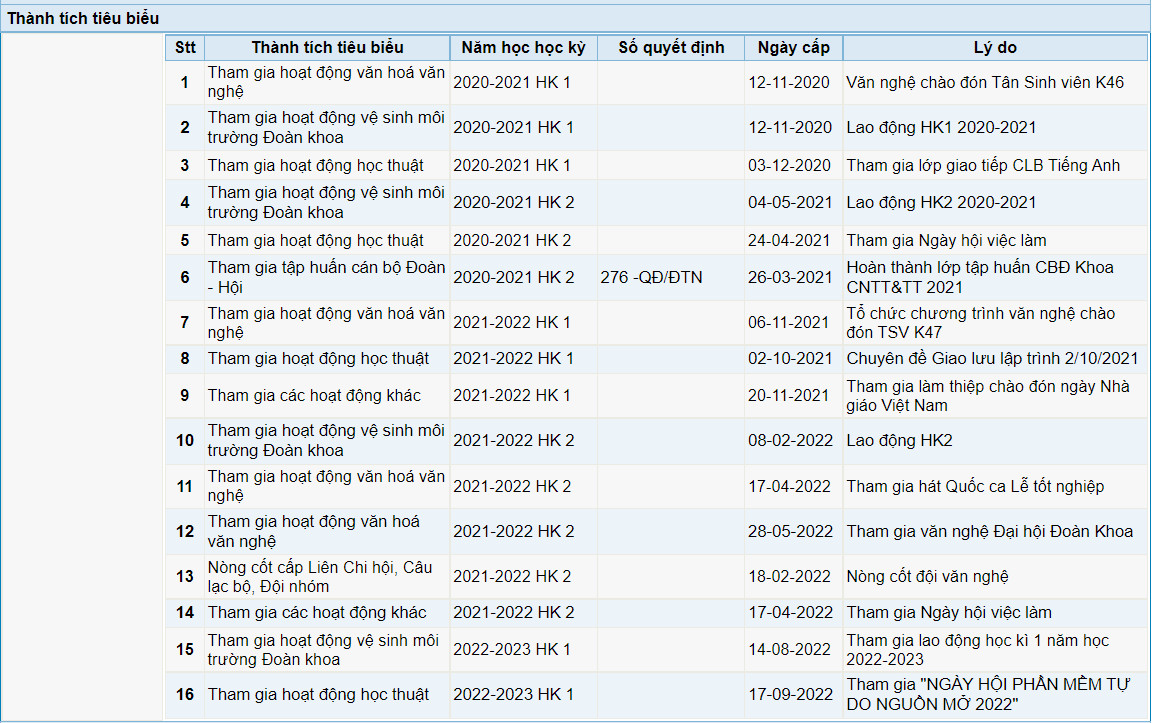 Thành tích tiêu biểu
Stt Thành tích tiêu biểu Năm học học kỳ Số quyết định Ngày cấp Lý do
1 Tham gia hoạt động văn hoá văn nghệ 2020-2021 HK 1 12-11-2020 Văn nghệ chào đón Tân Sinh viên K46
2 Tham gia hoạt động vệ sinh môi trường Đoàn khoa 2020-2021 HK 1 12-11-2020 Lao động HK1 2020-2021
3 Tham gia hoạt động học thuật 2020-2021 HK 1 03-12-2020 Tham gia lớp giao tiếp CLB Tiếng Anh
4 Tham gia hoạt động vệ sinh môi trường Đoàn khoa 2020-2021 HK 2 04-05-2021 Lao động HK2 2020-2021
5 Tham gia hoạt động học thuật 2020-2021 HK 2 24-04-2021 Tham gia Ngày hội việc làm
6 Tham gia tập huấn cán bộ Đoàn - Hội 2020-2021 HK 2 276 -QĐ/ĐTN 26-03-2021 Hoàn thành lớp tập huấn CBĐ Khoa CNTT&TT 2021
7 Tham gia hoạt động văn hoá văn nghệ 2021-2022 HK 1 06-11-2021 Tổ chức chương trình văn nghệ chào đón TSV K47
8 Tham gia hoạt động học thuật 2021-2022 HK 1 02-10-2021 Chuyên đề Giao lưu lập trình 2/10/2021
9 Tham gia các hoạt động khác 2021-2022 HK 1 20-11-2021 Tham gia làm thiệp chào đón ngày Nhà giáo Việt Nam
10 Tham gia hoạt động vệ sinh môi trường Đoàn khoa 2021-2022 HK 2 08-02-2022 Lao động HK2
11 Tham gia hoạt động văn hoá văn nghệ 2021-2022 HK 2 17-04-2022 Tham gia hát Quốc ca Lễ tốt nghiệp
12 Tham gia hoạt động văn hoá văn nghệ 2021-2022 HK 2 28-05-2022 Tham gia văn nghệ Đại hội Đoàn Khoa
13 Nòng cốt cấp Liên Chi hội, Câu lạc bộ, Đội nhóm 2021-2022 HK 2 18-02-2022 Nòng cốt đội văn nghệ
14 Tham gia các hoạt động khác 2021-2022 HK 2 17-04-2022 Tham gia Ngày hội việc làm
15 Tham gia hoạt động vệ sinh môi trường Đoàn khoa 2022-2023 HK 1 14-08-2022 Tham gia lao động học kì 1 năm học 2022-2023
16 Tham gia hoạt động học thuật 2022-2023 HK 1 17-09-2022 Tham gia "NGÀY HỘI PHẦN MỀM TỰ DO NGUỒN MỞ 2022"